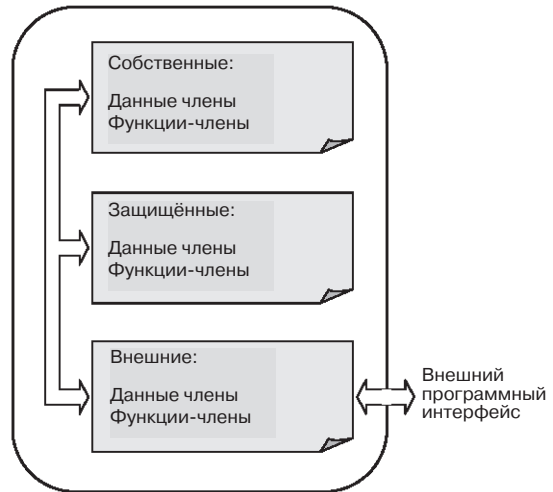 Собственные:
Данные члены
Функции-члены
Защищённые:
Данные члены
Функции-члены
Внешние:
Данные члены
Функции-члены
Внешний
программный
интерфейс